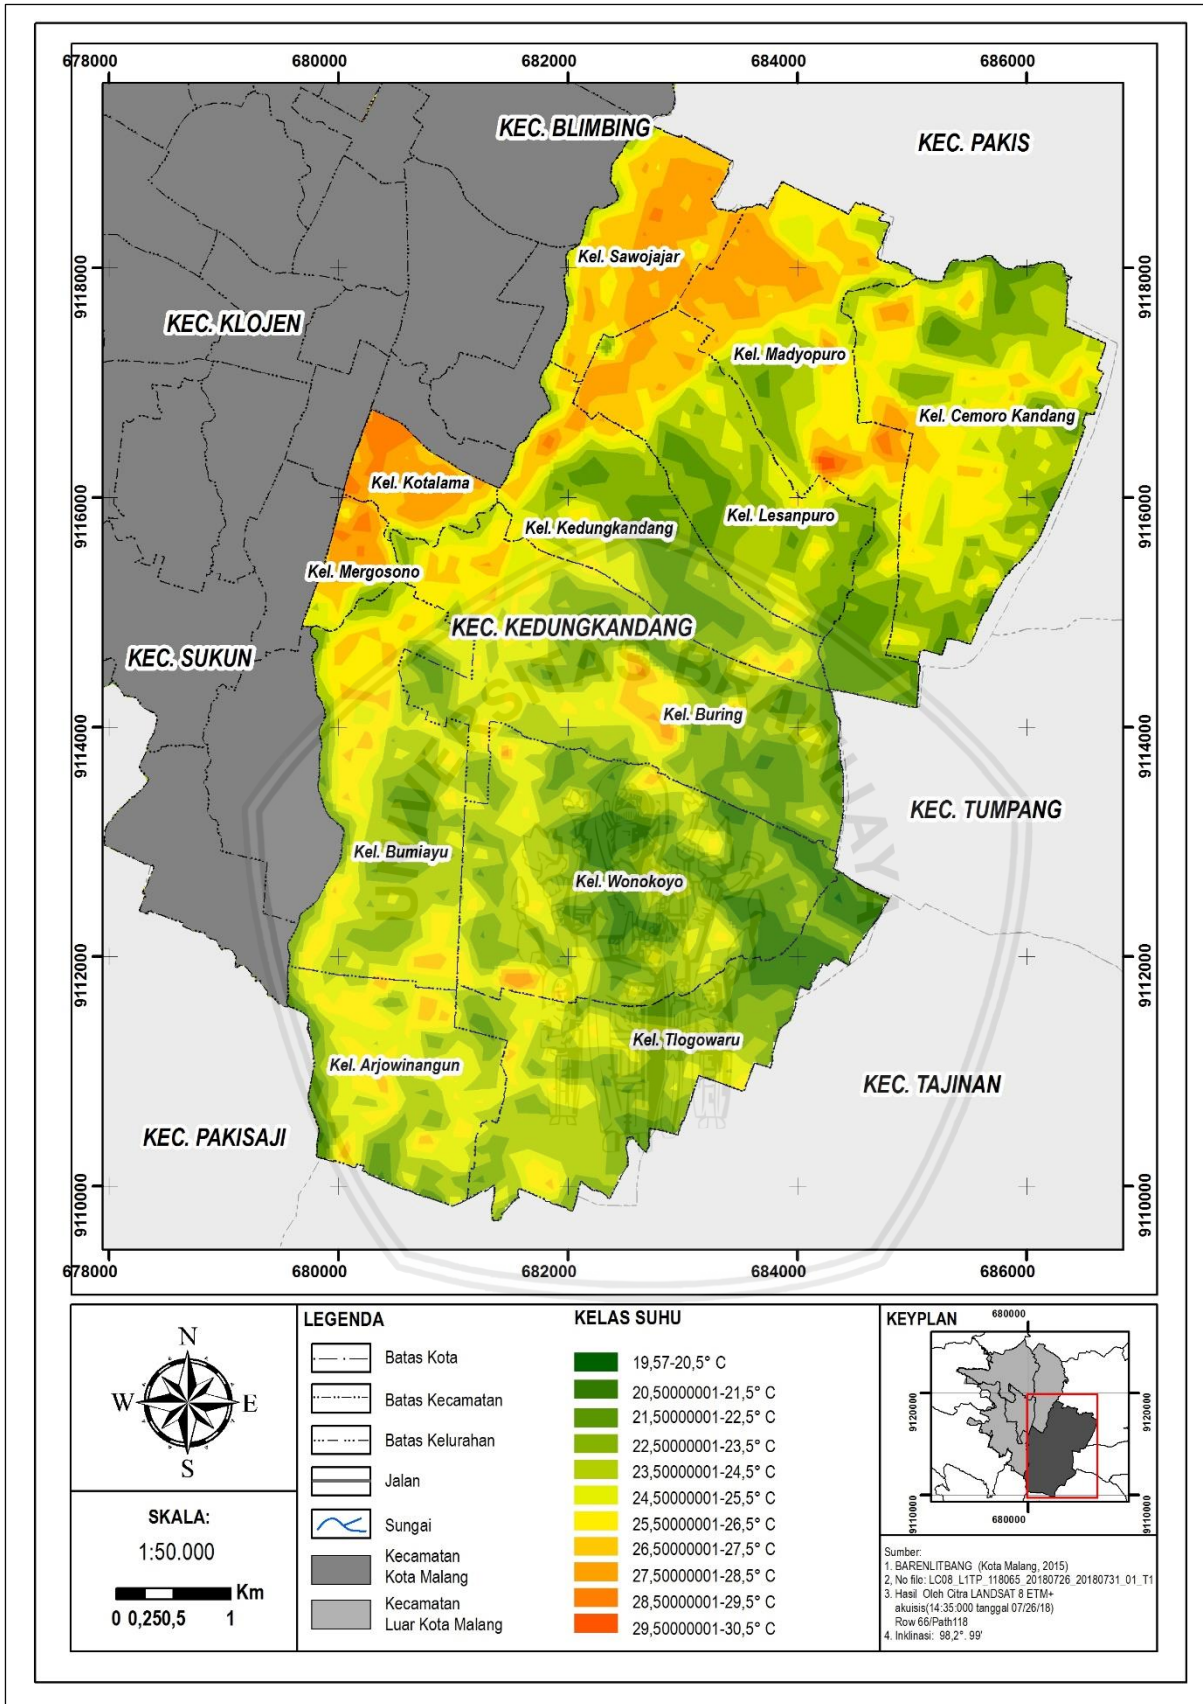 678000 680000 682000 684000 686000
9118000
9116000
9114000
9112000
9110000
9118000
9116000
9114000
9112000
9110000
KEC. BLIMBING
KEC. PAKIS
Kel. Sawojajar
KEC. KLOJEN
Kel. Madyopuro
Kel. Cemoro Kandang
Kel. Kotalama
Kel. Lesanpuro
Kel. Kedungkandang
Kel. Mergosono
KEC. KEDUNGKANDANG
KEC. SUKUN
Kel. Buring
KEC. TUMPANG
Kel. Bumiayu
Kel. Wonokoyo
Kel. Tlogowaru
Kel. Arjowinangun
KEC. TAJINAN
KEC. PAKISAJI
UNIVERSITAS BRAWIJAYA
678000 680000 682000 684000 686000
N
W E
S
SKALA:
1:50.000
Km
0 0,250,5 1
LEGENDA
Batas Kota
Batas Kecamatan
Batas Kelurahan
Jalan
Sungai
Kecamatan
Kota Malang
Kecamatan
Luar Kota Malang
KELAS SUHU
19,57-20,5° C
20,50000001-21,5° C
21,50000001-22,5° C
22,50000001-23,5° C
23,50000001-24,5° C
24,50000001-25,5° C
25,50000001-26,5° C
26,50000001-27,5° C
27,50000001-28,5° C
28,50000001-29,5° C
29,50000001-30,5° C
KEYPLAN
680000
9120000
9110000
9120000
9110000
680000
Sumber:
1. BARENLITBANG (Kota Malang, 2015)
2, No file: LC08_L1TP_118065_20180726_20180731_01_T1
3. Hasil Oleh Citra LANDSAT 8 ETM+
akuisis(14:35:000 tanggal 07/26/18)
Row 66/Path118
4. Inklinasi: 98,2°. 99'